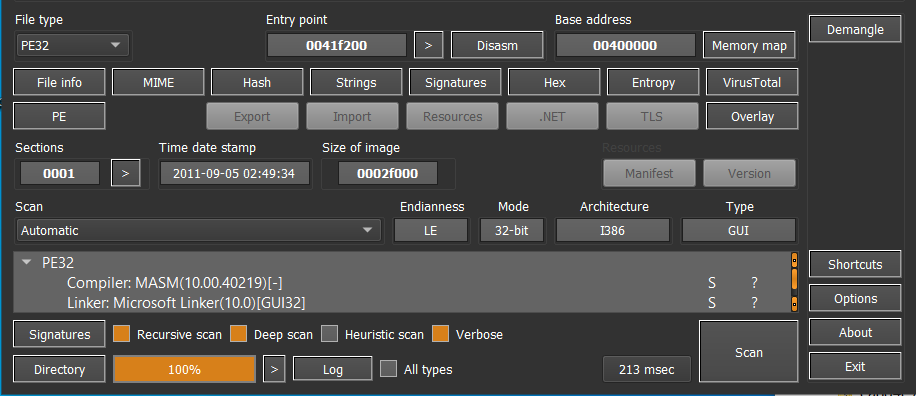 File type Entry point Base address
PE32 0041f200 > Disasm 00400000 Memory map Demangle
File info MIME Hash Strings Signatures Hex Entropy VirusTotal
PE Export Import Resources .NET TLS Overlay
Sections Time date stamp Size of image Resources
0001 > 2011-09-05 02:49:34 0002f000 Manifest Version
Scan Endianness Mode Architecture Type
Automatic LE 32-bit I386 GUI
PE32
Compiler: MASM(10.00.40219)[-] S ?
Linker: Microsoft Linker(10.0)[GUI32] S ?
Shortcuts
Options
Signatures Recursive scan Deep scan Heuristic scan Verbose Scan About
Directory 100% > Log All types 213 msec Exit